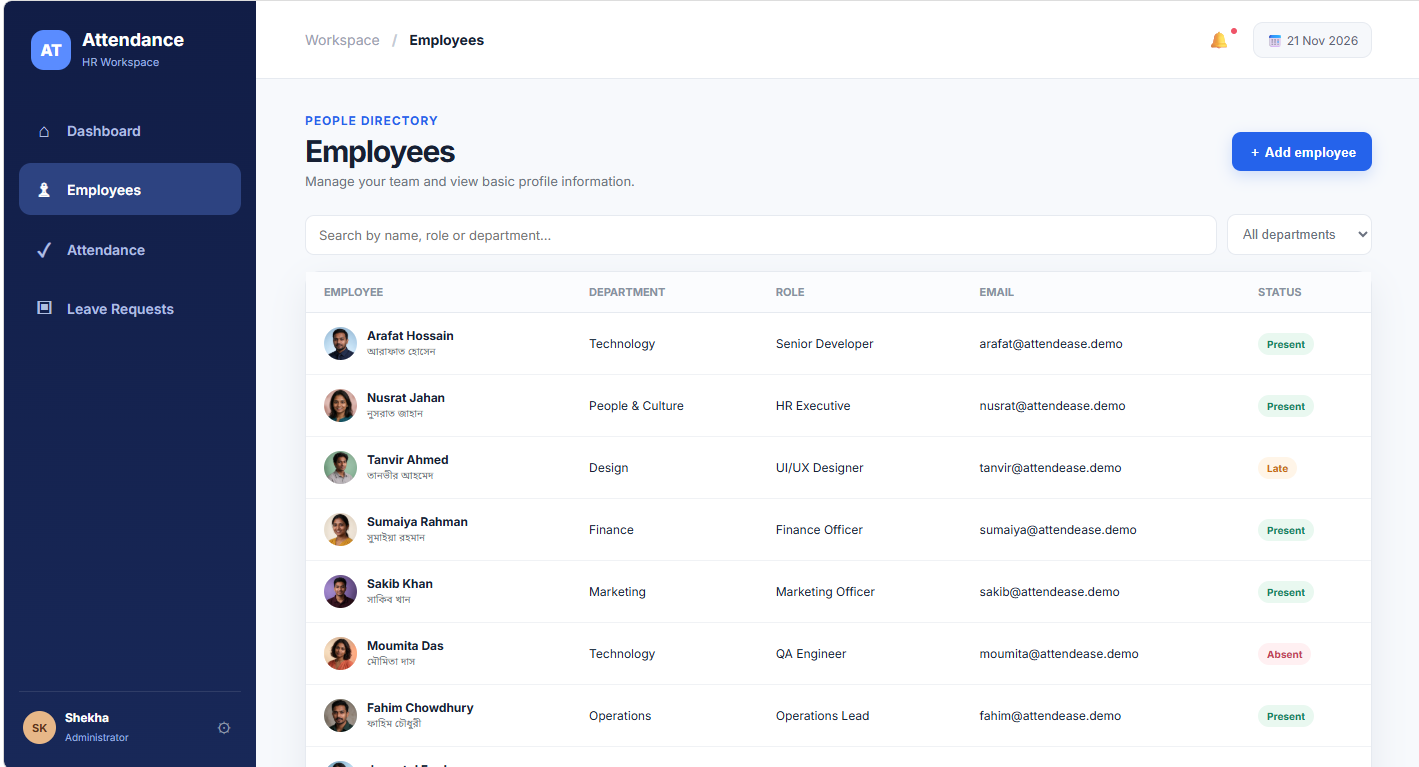 AT
Attendance
HR Workspace
Dashboard
Employees
Attendance
Leave Requests
SK
Shekha
Administrator
Workspace / Employees
21 Nov 2026
PEOPLE DIRECTORY
Employees
Manage your team and view basic profile information.
+ Add employee
Search by name, role or department...
All departments
EMPLOYEE DEPARTMENT ROLE EMAIL STATUS
Arafat Hossain
আরাফাত হোসেন
Technology Senior Developer arafat@attendease.demo Present
Nusrat Jahan
নুসরাত জাহান
People & Culture HR Executive nusrat@attendease.demo Present
Tanvir Ahmed
তানভীর আহমেদ
Design UI/UX Designer tanvir@attendease.demo Late
Sumaiya Rahman
সুমাইয়া রহমান
Finance Finance Officer sumaiya@attendease.demo Present
Sakib Khan
সাকিব খান
Marketing Marketing Officer sakib@attendease.demo Present
Moumita Das
মৌমিতা দাস
Technology QA Engineer moumita@attendease.demo Absent
Fahim Chowdhury
ফাহিম চৌধুরী
Operations Operations Lead fahim@attendease.demo Present